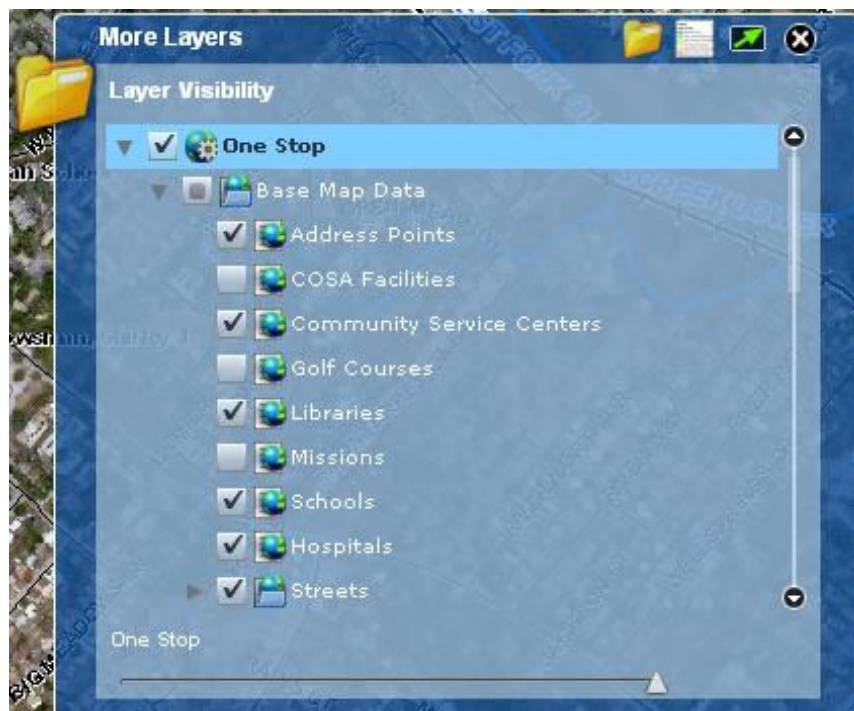 More Layers
Layer Visibility
One Stop
Base Map Data
Address Points
COSA Facilities
Community Service Centers
Golf Courses
Libraries
Missions
Schools
Hospitals
Streets
One Stop